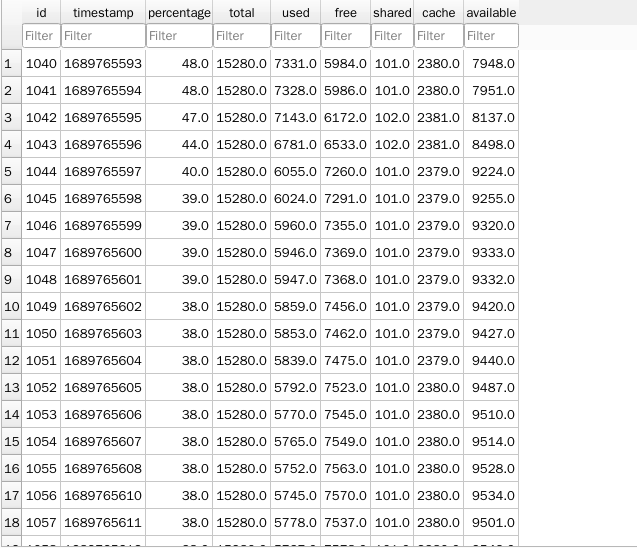 id timestamp percentage total used free shared cache available
Filter Filter Filter Filter Filter Filter Filter Filter Filter
1 1040 1689765593 48.0 15280.0 7331.0 5984.0 101.0 2380.0 7948.0
2 1041 1689765594 48.0 15280.0 7328.0 5986.0 101.0 2380.0 7951.0
3 1042 1689765595 47.0 15280.0 7143.0 6172.0 102.0 2381.0 8137.0
4 1043 1689765596 44.0 15280.0 6781.0 6533.0 102.0 2381.0 8498.0
5 1044 1689765597 40.0 15280.0 6055.0 7260.0 101.0 2379.0 9224.0
6 1045 1689765598 39.0 15280.0 6024.0 7291.0 101.0 2379.0 9255.0
7 1046 1689765599 39.0 15280.0 5960.0 7355.0 101.0 2379.0 9320.0
8 1047 1689765600 39.0 15280.0 5946.0 7369.0 101.0 2379.0 9333.0
9 1048 1689765601 39.0 15280.0 5947.0 7368.0 101.0 2379.0 9332.0
10 1049 1689765602 38.0 15280.0 5859.0 7456.0 101.0 2379.0 9420.0
11 1050 1689765603 38.0 15280.0 5853.0 7462.0 101.0 2379.0 9427.0
12 1051 1689765604 38.0 15280.0 5839.0 7475.0 101.0 2379.0 9440.0
13 1052 1689765605 38.0 15280.0 5792.0 7523.0 101.0 2380.0 9487.0
14 1053 1689765606 38.0 15280.0 5770.0 7545.0 101.0 2380.0 9510.0
15 1054 1689765607 38.0 15280.0 5765.0 7549.0 101.0 2380.0 9514.0
16 1055 1689765608 38.0 15280.0 5752.0 7563.0 101.0 2380.0 9528.0
17 1056 1689765610 38.0 15280.0 5745.0 7570.0 101.0 2380.0 9534.0
18 1057 1689765611 38.0 15280.0 5778.0 7537.0 101.0 2380.0 9501.0